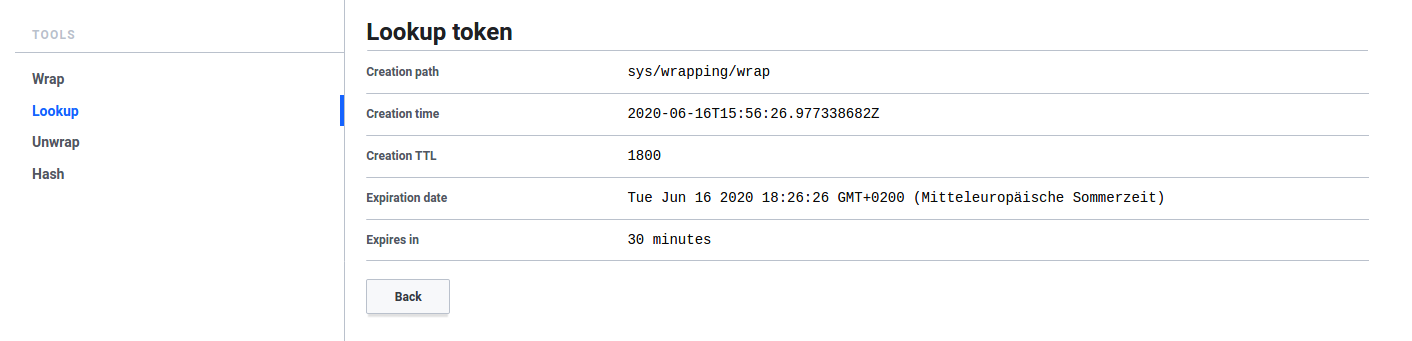 TOOLS
Wrap
Lookup
Unwrap
Hash
Lookup token
Creation path sys/wrapping/wrap
Creation time 2020-06-16T15:56:26.977338682Z
Creation TTL 1800
Expiration date Tue Jun 16 2020 18:26:26 GMT+0200 (Mitteleuropäische Sommerzeit)
Expires in 30 minutes
Back